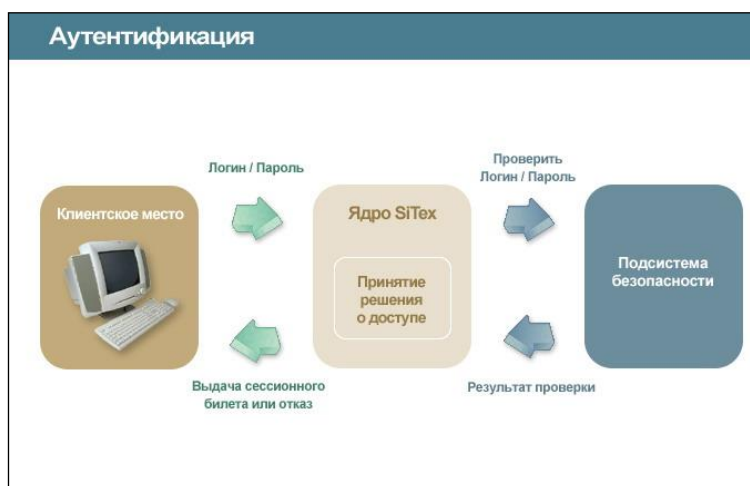 Аутентификация
Логин / Пароль
Проверить
Логин / Пароль
Клиентское место
Ядро SiTex
Принятие
решения
о доступе
Подсистема
безопасности
Выдача сессионного
билета или отказ
Результат проверки